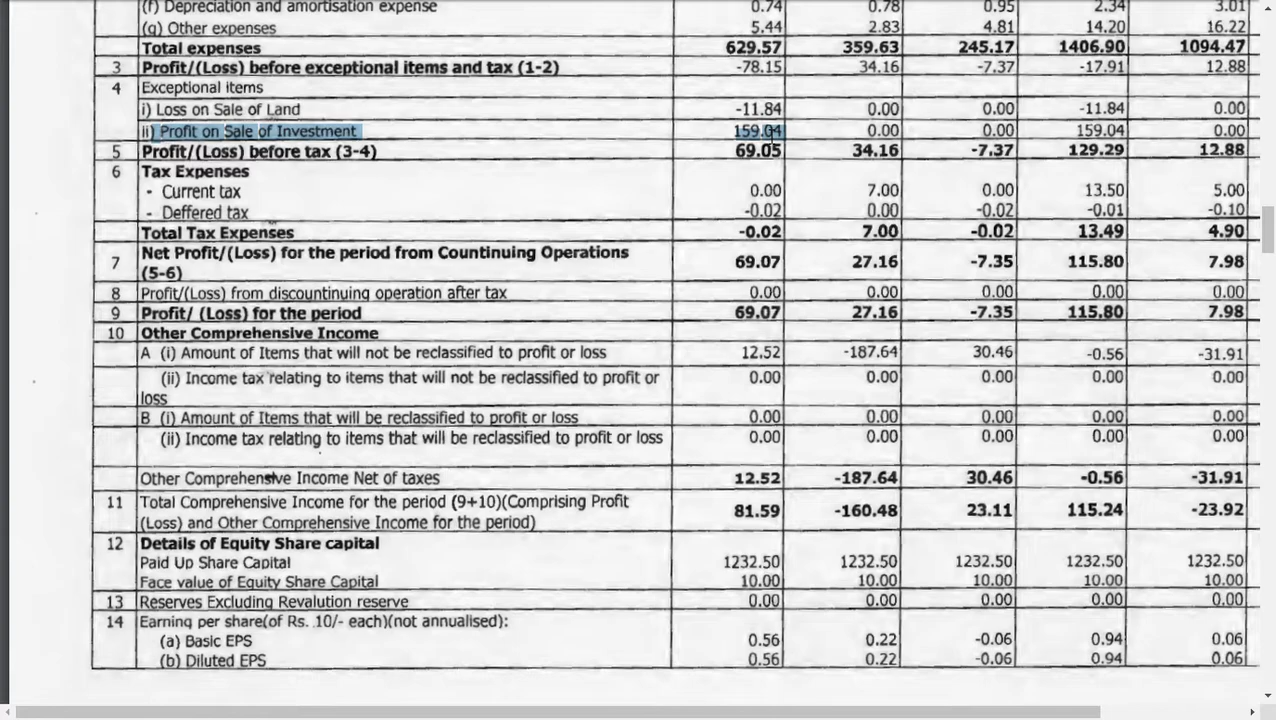 (f) Depreciation and amortisation expense 0.74 0.78 0.95 2.34 3.01
(g) Other expenses 5.44 2.83 4.81 14.20 16.22
Total expenses 629.57 359.63 245.17 1406.90 1094.47
3 Profit/(Loss) before exceptional items and tax (1-2) -78.15 34.16 -7.37 -17.91 12.88
4 Exceptional items
i) Loss on Sale of Land -11.84 0.00 0.00 -11.84 0.00
ii) Profit on Sale of Investment 159.04 0.00 0.00 159.04 0.00
5 Profit/(Loss) before tax (3-4) 69.05 34.16 -7.37 129.29 12.88
6 Tax Expenses
- Current tax 0.00 7.00 0.00 13.50 5.00
- Deffered tax -0.02 0.00 -0.02 -0.01 -0.10
Total Tax Expenses -0.02 7.00 -0.02 13.49 4.90
7 Net Profit/(Loss) for the period from Countinuing Operations
(5-6) 69.07 27.16 -7.35 115.80 7.98
8 Profit/(Loss) from discountinuing operation after tax 0.00 0.00 0.00 0.00 0.00
9 Profit/ (Loss) for the period 69.07 27.16 -7.35 115.80 7.98
10 Other Comprehensive Income
A (i) Amount of Items that will not be reclassified to profit or loss 12.52 -187.64 30.46 -0.56 -31.91
(ii) Income tax relating to items that will not be reclassified to profit or 0.00 0.00 0.00 0.00 0.00
loss
B (i) Amount of Items that will be reclassified to profit or loss 0.00 0.00 0.00 0.00 0.00
(ii) Income tax relating to items that will be reclassified to profit or loss 0.00 0.00 0.00 0.00 0.00
Other Comprehensive Income Net of taxes 12.52 -187.64 30.46 -0.56 -31.91
11 Total Comprehensive Income for the period (9+10)(Comprising Profit
(Loss) and Other Comprehensive Income for the period) 81.59 -160.48 23.11 115.24 -23.92
12 Details of Equity Share capital
Paid Up Share Capital 1232.50 1232.50 1232.50 1232.50 1232.50
Face value of Equity Share Capital 10.00 10.00 10.00 10.00 10.00
13 Reserves Excluding Revalution reserve 0.00 0.00 0.00 0.00 0.00
14 Earning per share(of Rs. 10/- each)(not annualised):
(a) Basic EPS 0.56 0.22 -0.06 0.94 0.06
(b) Diluted EPS 0.56 0.22 -0.06 0.94 0.06